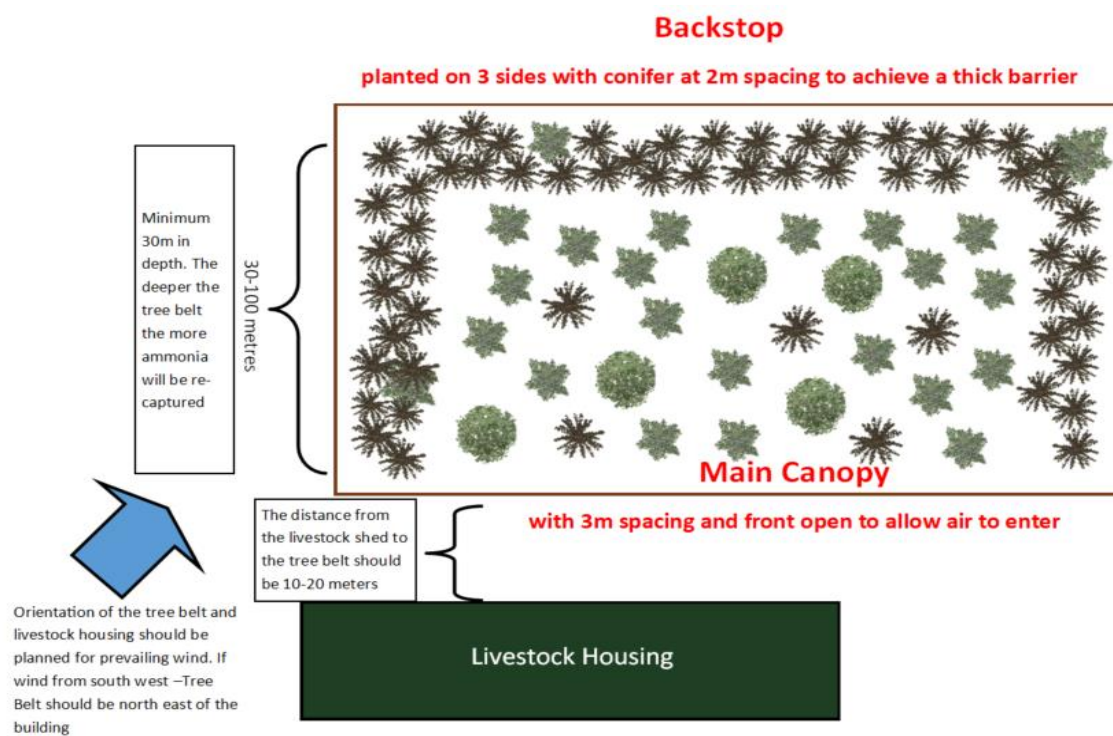 Backstop
planted on 3 sides with conifer at 2m spacing to achieve a thick barrier
Minimum
30m in
depth. The
deeper the
tree belt
the more
ammonia
will be re-
captured
30-100 metres
Main Canopy
with 3m spacing and front open to allow air to enter
The distance from
the livestock shed to
the tree belt should
be 10-20 meters
Orientation of the tree belt and
livestock housing should be
planned for prevailing wind. If
wind from south west –Tree
Belt should be north east of the
building
Livestock Housing